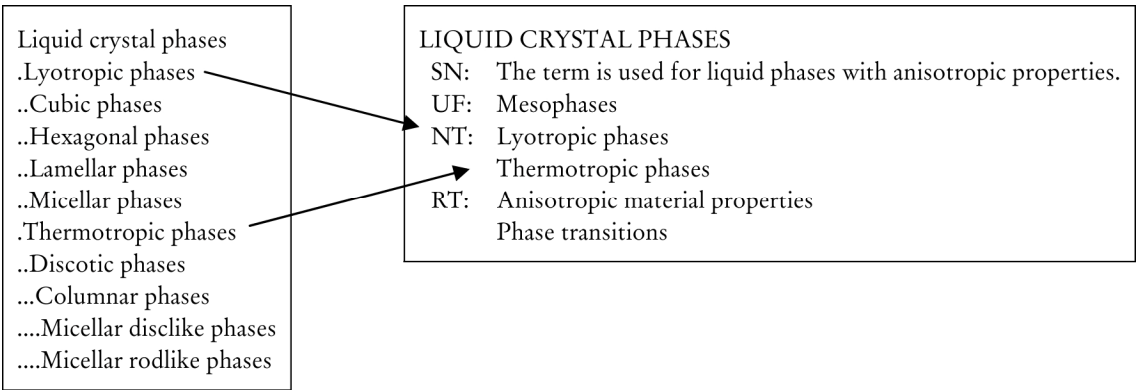 Liquid crystal phases
.Lyotropic phases
..Cubic phases
..Hexagonal phases
..Lamellar phases
..Micellar phases
.Thermotropic phases
..Discotic phases
...Columnar phases
....Micellar disclike phases
....Micellar rodlike phases
LIQUID CRYSTAL PHASES
SN: The term is used for liquid phases with anisotropic properties.
UF: Mesophases
NT: Lyotropic phases
Thermotropic phases
RT: Anisotropic material properties
Phase transitions